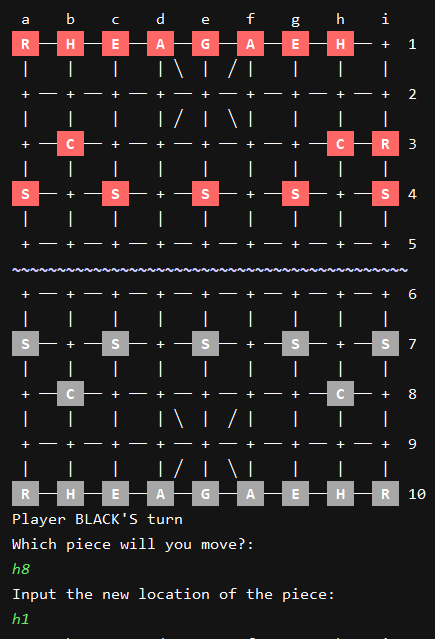 a b c d e f g h i
R H E A G A E H + 1
+ + + + + + + + + 2
+ C + + + + + C R 3
S + S + S + S + S 4
+ + + + + + + + + 5
~~~~~~~~~~~~~~~~~~~~~~~~~~~~~~~~~~~~~~~~~~~~
+ + + + + + + + + 6
S + S + S + S + S 7
+ C + + + + + C + 8
+ + + + + + + + + 9
R H E A G A E H R 10
Player BLACK'S turn
Which piece will you move?:
h8
Input the new location of the piece:
h1